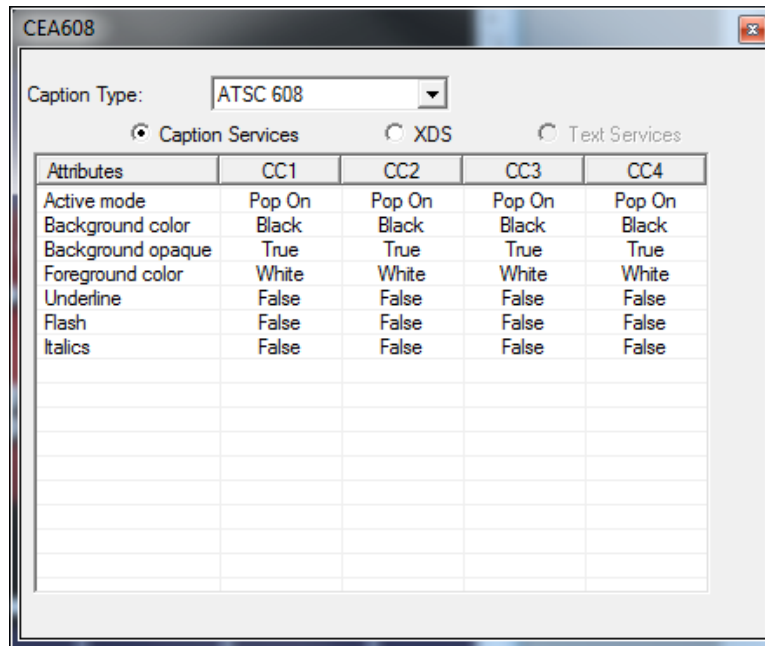 CEA608
Caption Type: ATSC 608
Caption Services XDS Text Services
Attributes CC1 CC2 CC3 CC4
Active mode Pop On Pop On Pop On Pop On
Background color Black Black Black Black
Background opaque True True True True
Foreground color White White White White
Underline False False False False
Flash False False False False
Italics False False False False